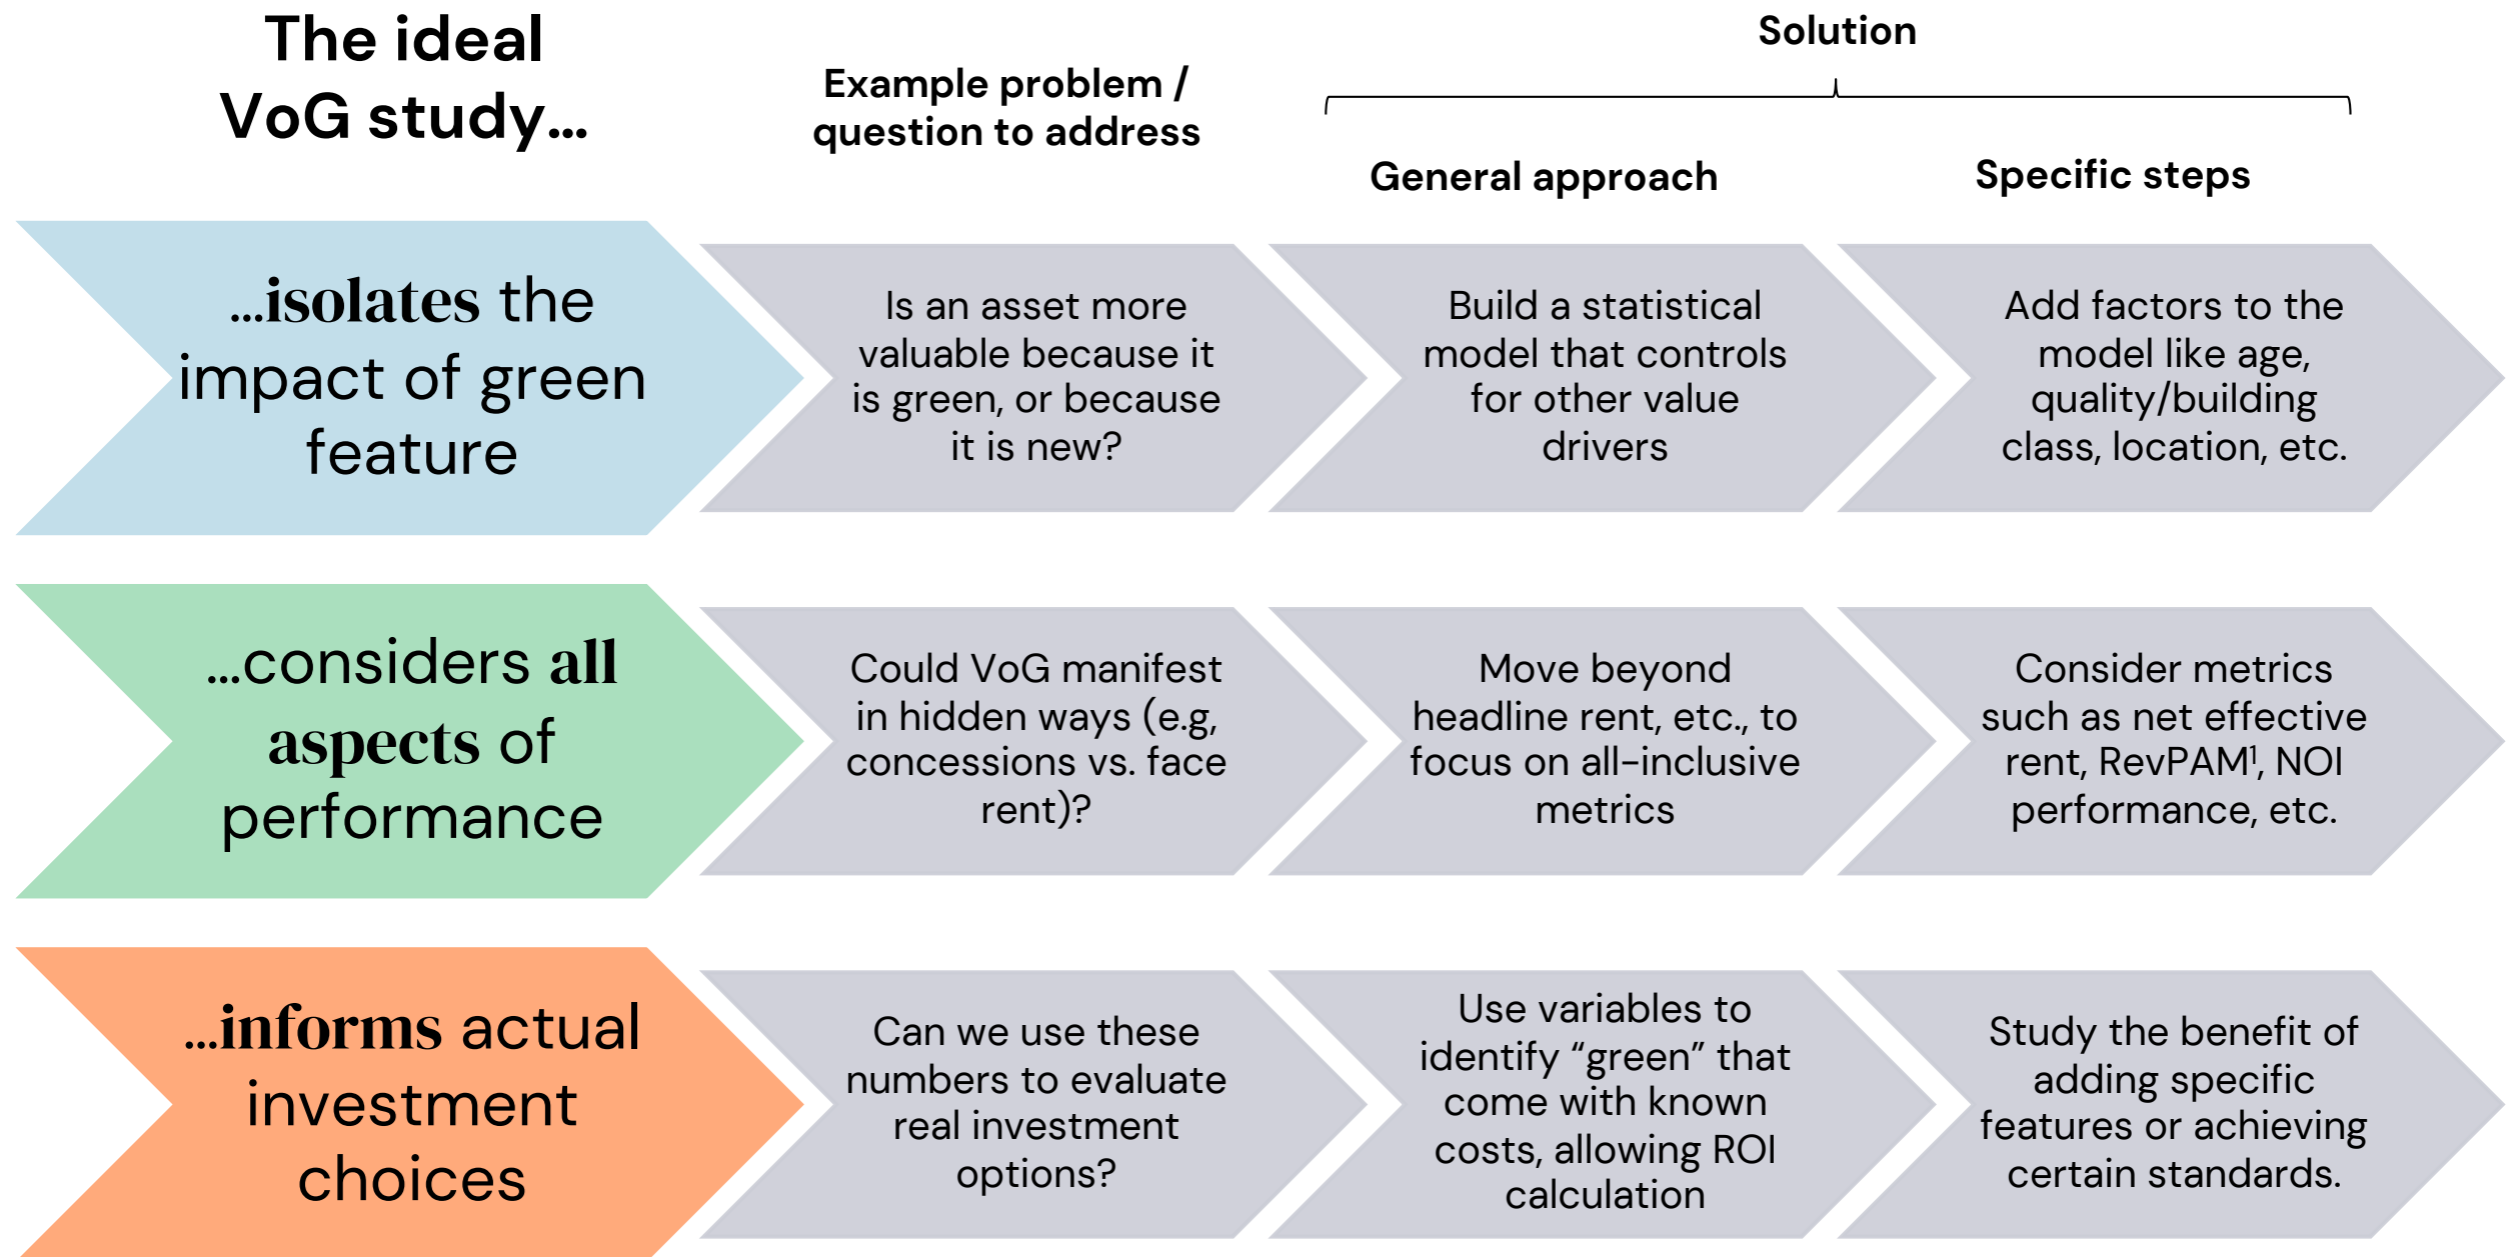 The ideal
VoG study...
Example problem /
question to address
Solution
General approach
Specific steps
...isolates the
impact of green
feature
Is an asset more
valuable because it
is green, or because
it is new?
Build a statistical
model that controls
for other value
drivers
Add factors to the
model like age,
quality/building
class, location, etc.
...considers all
aspects of
performance
Could VoG manifest
in hidden ways (e.g,
concessions vs. face
rent)?
Move beyond
headline rent, etc., to
focus on all-inclusive
metrics
Consider metrics
such as net effective
rent, RevPAM¹, NOI
performance, etc.
...informs actual
investment
choices
Can we use these
numbers to evaluate
real investment
options?
Use variables to
identify “green” that
come with known
costs, allowing ROI
calculation
Study the benefit of
adding specific
features or achieving
certain standards.